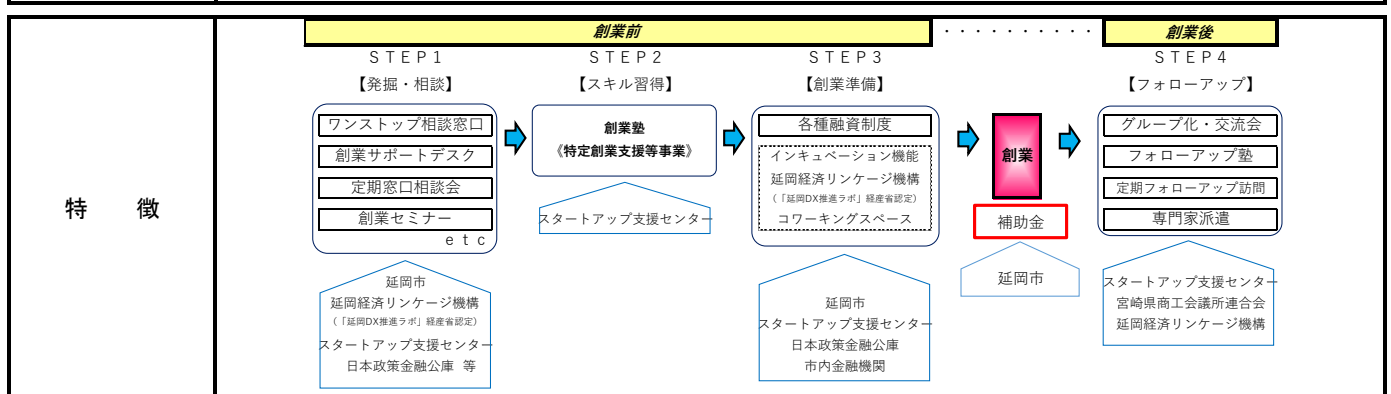 特　徴
創業前
・・・・・・・・・・
創業後
ＳＴＥＰ１
【発掘・相談】
ワンストップ相談窓口
創業サポートデスク
定期窓口相談会
創業セミナー
ｅｔｃ
延岡市
延岡経済リンケージ機構
（「延岡DX推進ラボ」経産省認定）
スタートアップ支援センター
日本政策金融公庫 等
ＳＴＥＰ２
【スキル習得】
創業塾
《特定創業支援等事業》
スタートアップ支援センター
ＳＴＥＰ３
【創業準備】
各種融資制度
インキュベーション機能
延岡経済リンケージ機構
（「延岡DX推進ラボ」経産省認定）
コワーキングスペース
延岡市
スタートアップ支援センター
日本政策金融公庫
市内金融機関
創業
補助金
延岡市
ＳＴＥＰ４
【フォローアップ】
グループ化・交流会
フォローアップ塾
定期フォローアップ訪問
専門家派遣
スタートアップ支援センター
宮崎県商工会議所連合会
延岡経済リンケージ機構